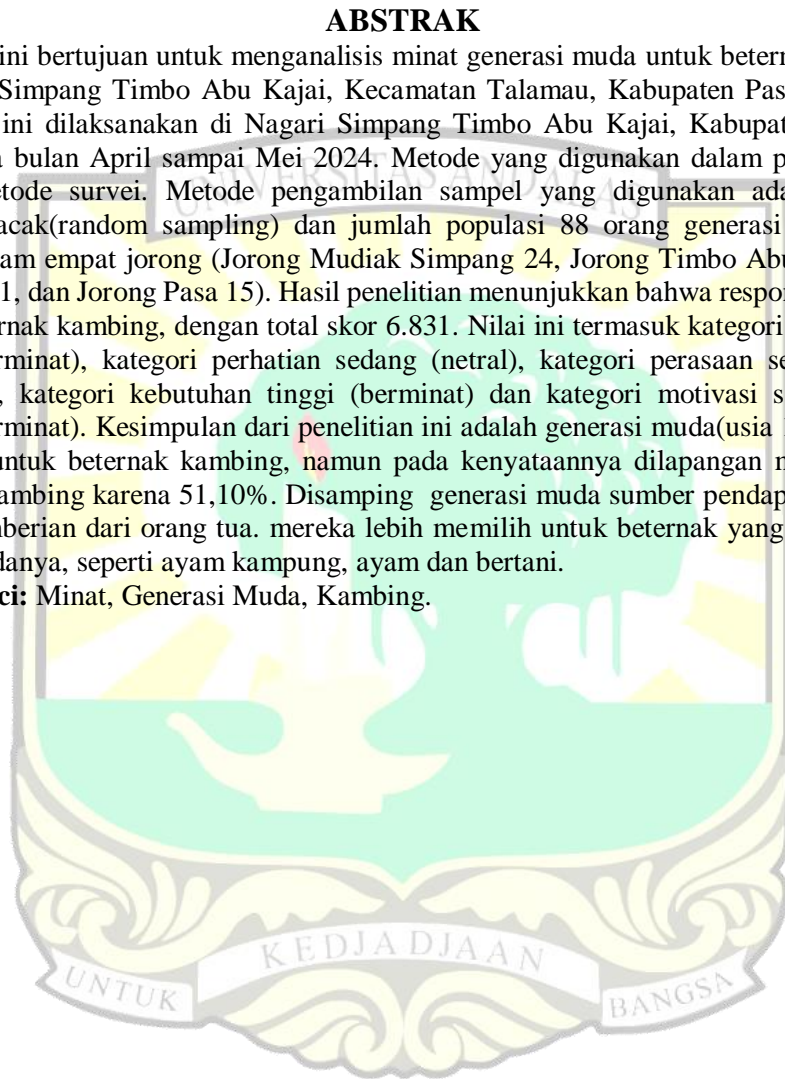 ABSTRAK
ini bertujuan untuk menganalisis minat generasi muda untuk beter
Simpang Timbo Abu Kajai, Kecamatan Talamau, Kabupaten Pas
ini dilaksanakan di Nagari Simpang Timbo Abu Kajai, Kabupat
bulan April sampai Mei 2024. Metode yang digunakan dalam p
tode survei. Metode pengambilan sampel yang digunakan ada
acak(random sampling) dan jumlah populasi 88 orang generasi
am empat jorong (Jorong Mudiak Simpang 24, Jorong Timbo Abu
1, dan Jorong Pasa 15). Hasil penelitian menunjukkan bahwa respon
rnak kambing, dengan total skor 6.831. Nilai ini termasuk kategori
rminat), kategori perhatian sedang (netral), kategori perasaan se
, kategori kebutuhan tinggi (berminat) dan kategori motivasi s
rminat). Kesimpulan dari penelitian ini adalah generasi muda(usia
untuk beternak kambing, namun pada kenyataannya dilapangan m
ambing karena 51,10%. Disamping generasi muda sumber pendap
nberian dari orang tua. mereka lebih memilih untuk beternak yang
danya, seperti ayam kampung, ayam dan bertani.
ci: Minat, Generasi Muda, Kambing.
UNIVERSITAS ANDALAS
UNTUK KEDJADJAAN BANGSA